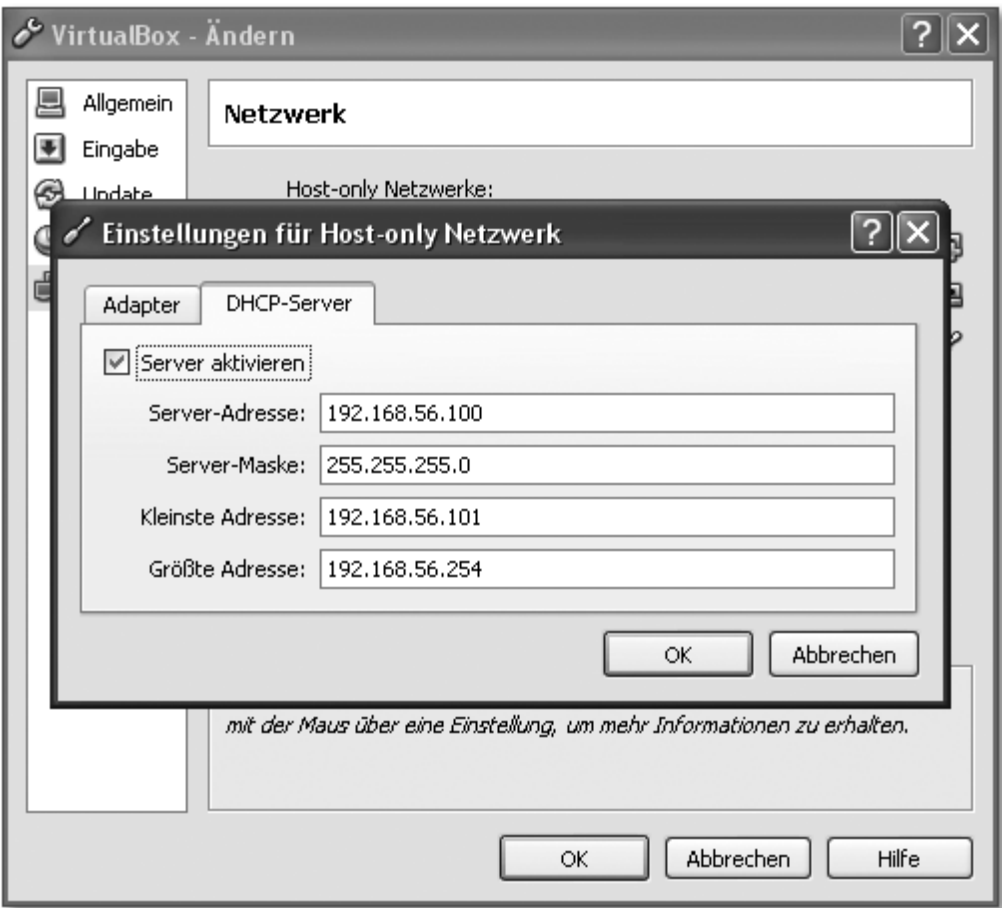 VirtualBox - Ändern
Allgemein
Eingabe
Update
Netzwerk
Host-only Netzwerke:
Einstellungen für Host-only Netzwerk
Adapter
DHCP-Server
Server aktivieren
Server-Adresse: 192.168.56.100
Server-Maske: 255.255.255.0
Kleinste Adresse: 192.168.56.101
Größte Adresse: 192.168.56.254
OK Abbrechen
mit der Maus über eine Einstellung, um mehr Informationen zu erhalten.
OK Abbrechen Hilfe